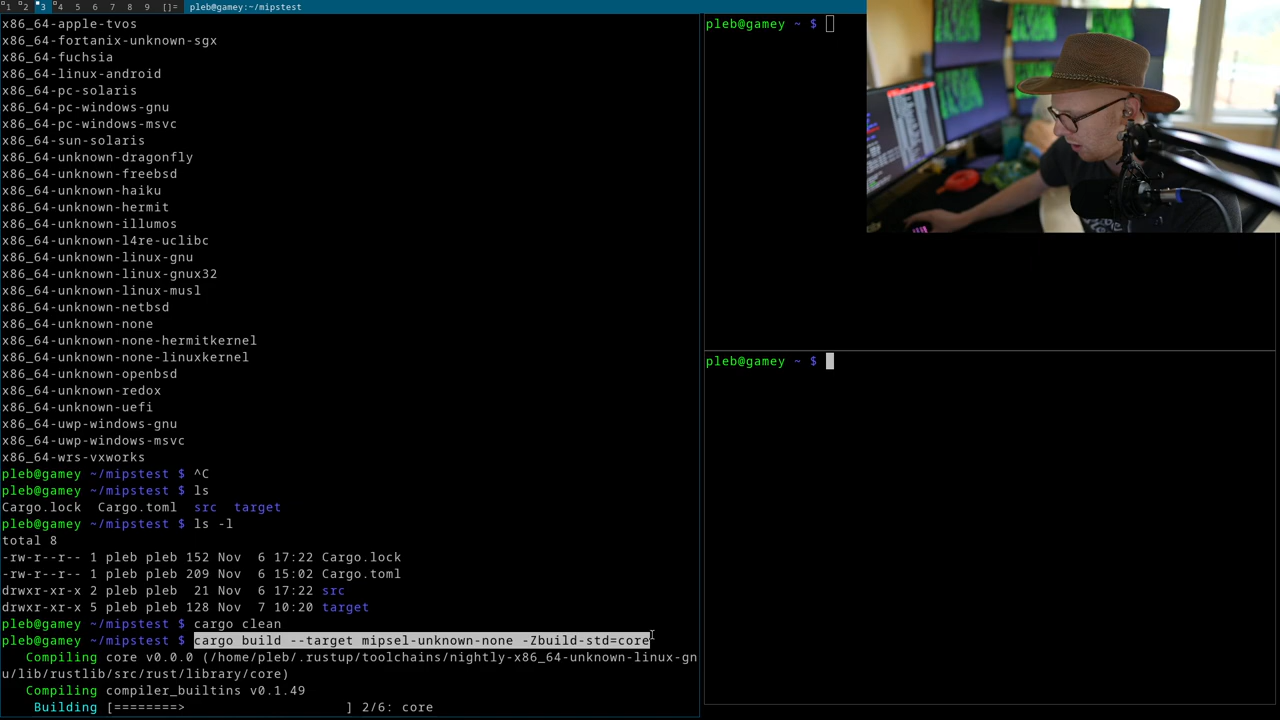 1 2 3 4 5 6 7 8 9 []= pleb@gamey:~/mipstest
x86_64-apple-tvos
x86_64-fortanix-unknown-sgx
x86_64-fuchsia
x86_64-linux-android
x86_64-pc-solaris
x86_64-pc-windows-gnu
x86_64-pc-windows-msvc
x86_64-sun-solaris
x86_64-unknown-dragonfly
x86_64-unknown-freebsd
x86_64-unknown-haiku
x86_64-unknown-hermit
x86_64-unknown-illumos
x86_64-unknown-l4re-uclibc
x86_64-unknown-linux-gnu
x86_64-unknown-linux-gnux32
x86_64-unknown-linux-musl
x86_64-unknown-netbsd
x86_64-unknown-none
x86_64-unknown-none-hermitkernel
x86_64-unknown-none-linuxkernel
x86_64-unknown-openbsd
x86_64-unknown-redox
x86_64-unknown-uefi
x86_64-uwp-windows-gnu
x86_64-uwp-windows-msvc
x86_64-wrs-vxworks
pleb@gamey ~/mipstest $ ^C
pleb@gamey ~/mipstest $ ls
Cargo.lock  Cargo.toml  src  target
pleb@gamey ~/mipstest $ ls -l
total 8
-rw-r--r-- 1 pleb pleb 152 Nov  6 17:22 Cargo.lock
-rw-r--r-- 1 pleb pleb 209 Nov  6 15:02 Cargo.toml
drwxr-xr-x 2 pleb pleb  21 Nov  6 17:22 src
drwxr-xr-x 5 pleb pleb 128 Nov  7 10:20 target
pleb@gamey ~/mipstest $ cargo clean
pleb@gamey ~/mipstest $ cargo build --target mipsel-unknown-none -Zbuild-std=core
   Compiling core v0.0.0 (/home/pleb/.rustup/toolchains/nightly-x86_64-unknown-linux-gn
u/lib/rustlib/src/rust/library/core)
   Compiling compiler_builtins v0.1.49
    Building [========>                    ] 2/6: core
pleb@gamey ~ $
pleb@gamey ~ $